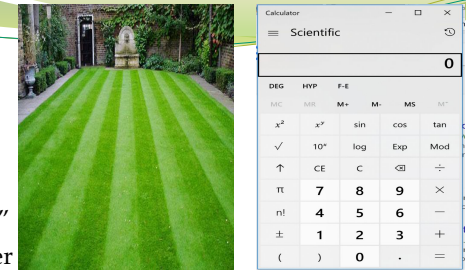 Calculator
Scientific
0
DEG HYP F-E
MC MR M+ M- MS M˅
x² xʸ sin cos tan
√ 10ˣ log Exp Mod
↑ CE C ⌫ ÷
π 7 8 9 ×
n! 4 5 6 −
± 1 2 3 +
( ) 0 . =
”
er